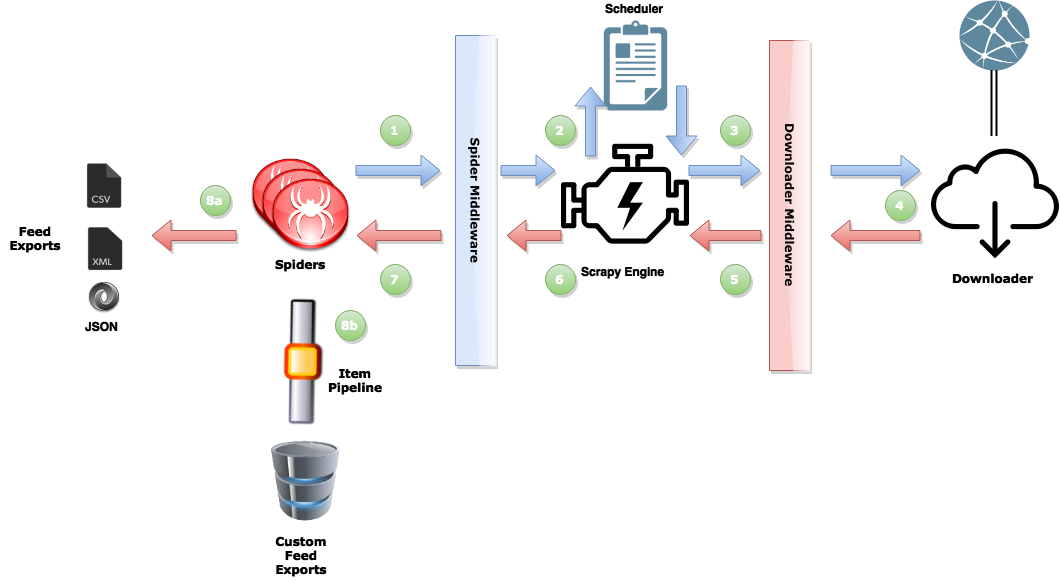 Scheduler
1
2
3
Spider Middleware
Downloader Middleware
CSV
8a
4
Feed
Exports
XML
Spiders
Scrapy Engine
Downloader
7
6
5
JSON
8b
Item
Pipeline
Custom
Feed
Exports